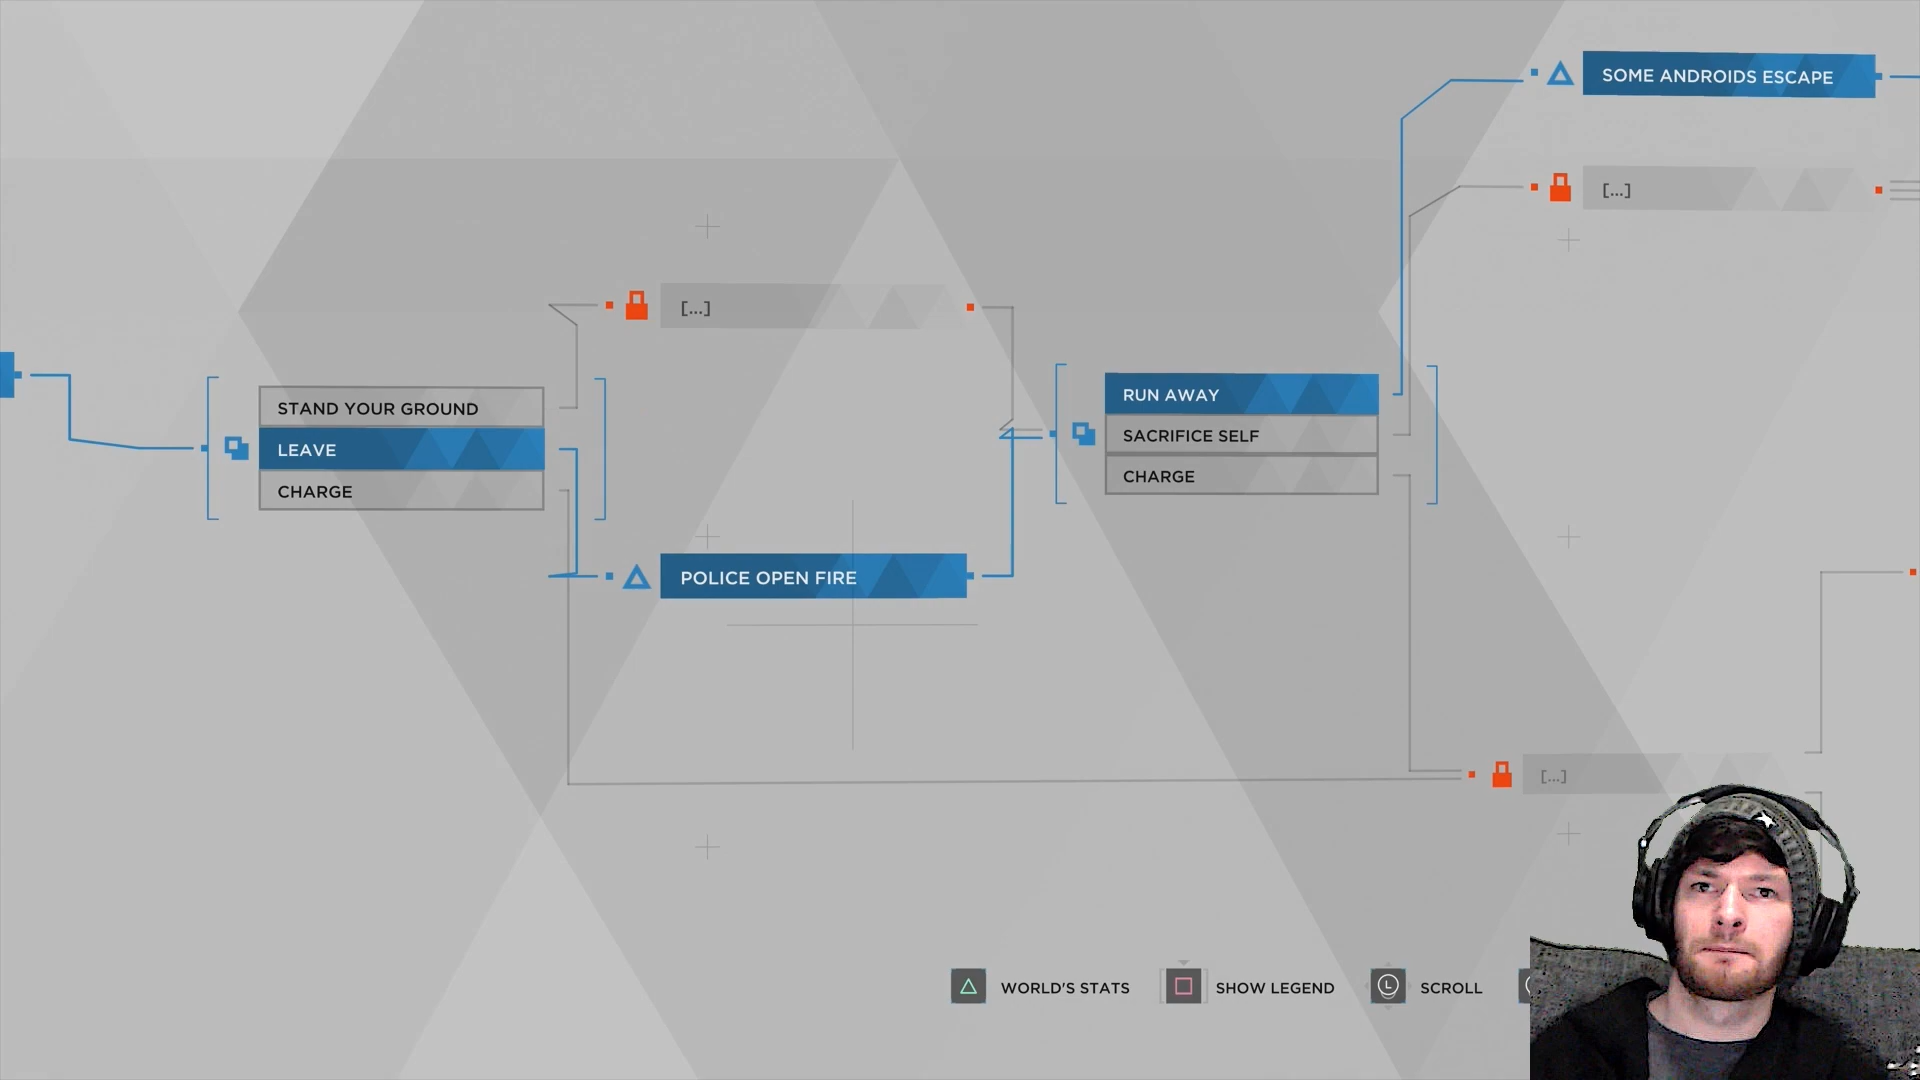 SOME ANDROIDS ESCAPE
[...]
[...]
STAND YOUR GROUND
LEAVE
CHARGE
POLICE OPEN FIRE
RUN AWAY
SACRIFICE SELF
CHARGE
[...]
WORLD'S STATS
SHOW LEGEND
L SCROLL